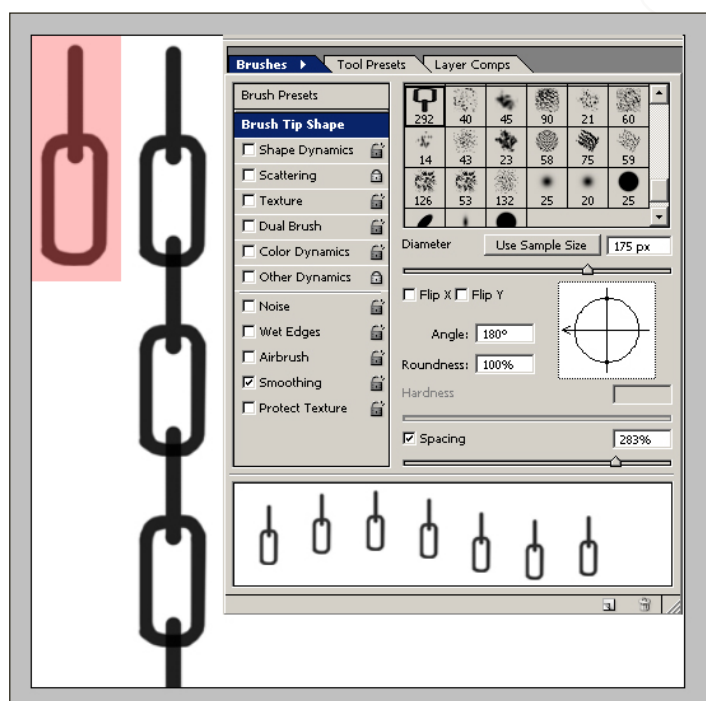 Brushes Tool Presets Layer Comps
Brush Presets
Brush Tip Shape
Shape Dynamics
Scattering
Texture
Dual Brush
Color Dynamics
Other Dynamics
Noise
Wet Edges
Airbrush
Smoothing
Protect Texture
292 40 45 90 21 60
14 43 23 58 75 59
126 53 132 25 20 25
Diameter Use Sample Size 175 px
Flip X Flip Y
Angle: 180º
Roundness: 100%
Hardness
Spacing 283%